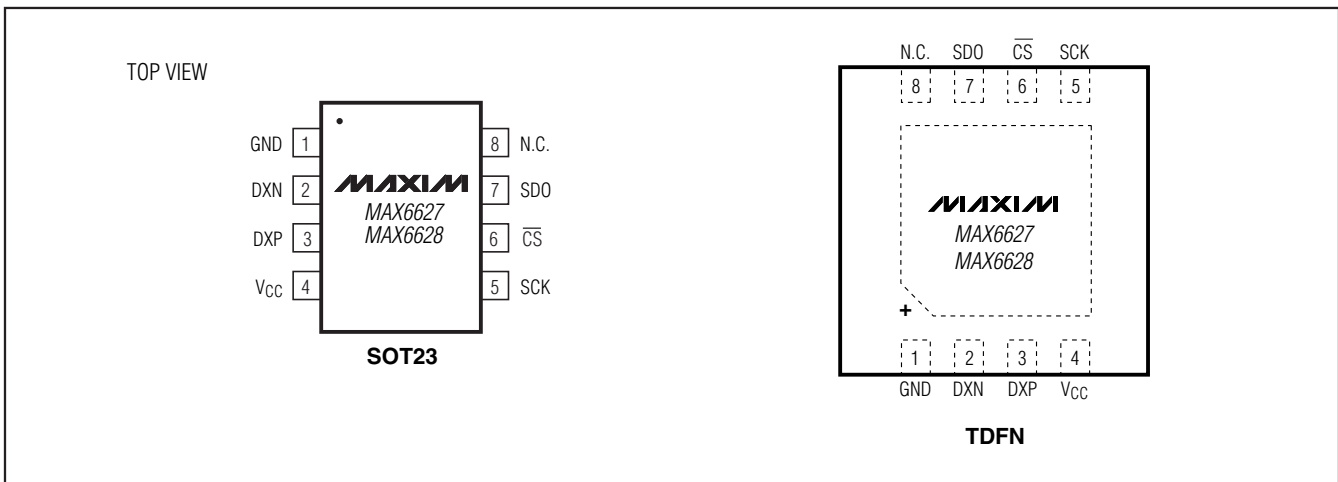 TOP VIEW
GND 1
DXN 2
DXP 3
VCC 4
8 N.C.
7 SDO
6 C̅S̅
5 SCK
MAXIM
MAX6627
MAX6628
SOT23
N.C. SDO C̅S̅ SCK
8 7 6 5
MAXIM
MAX6627
MAX6628
+
1 2 3 4
GND DXN DXP VCC
TDFN